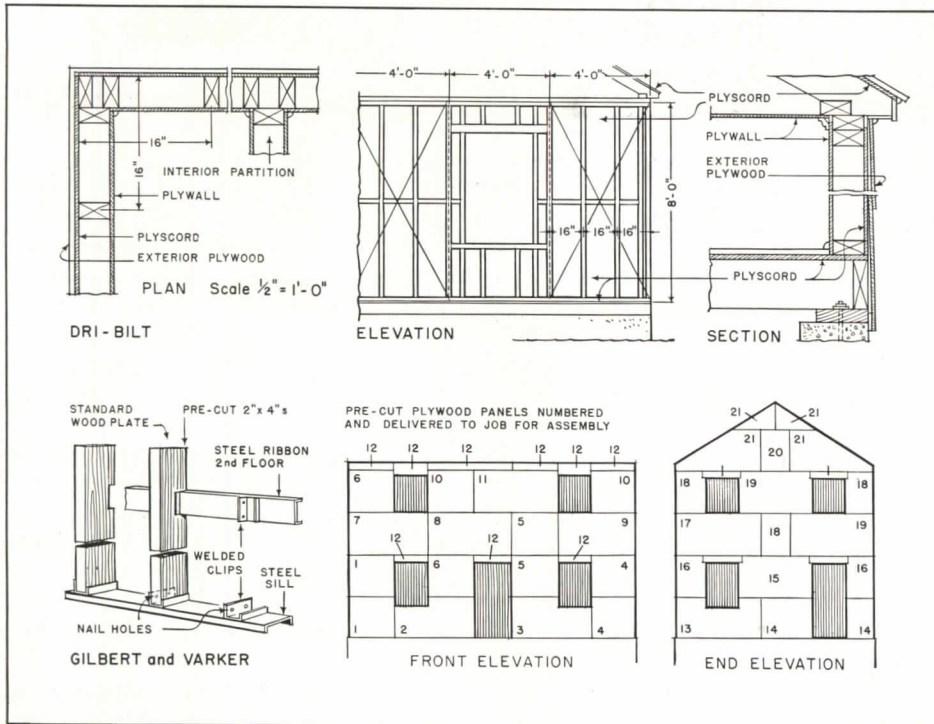 16"
16"
INTERIOR PARTITION
PLYWALL
PLYSCORD
EXTERIOR PLYWOOD
PLAN Scale ½" = 1'-0"
DRI-BILT
4'-0" 4'-0" 4'-0"
8'-0"
16" 16" 16"
ELEVATION
PLYSCORD
PLYWALL
EXTERIOR
PLYWOOD
PLYSCORD
SECTION
STANDARD
WOOD PLATE
PRE-CUT 2" x 4"s
STEEL RIBBON
2nd FLOOR
WELDED
CLIPS
STEEL
SILL
NAIL HOLES
GILBERT and VARKER
PRE-CUT PLYWOOD PANELS NUMBERED
AND DELIVERED TO JOB FOR ASSEMBLY
12 12 12 12 12 12
6 10 11 10
7 8 5 9
12 12 12
1 6 5 4
1 2 3 4
FRONT ELEVATION
21 21
21 20 21
18 19 18
17 18 19
16 15 16
13 14 14
END ELEVATION